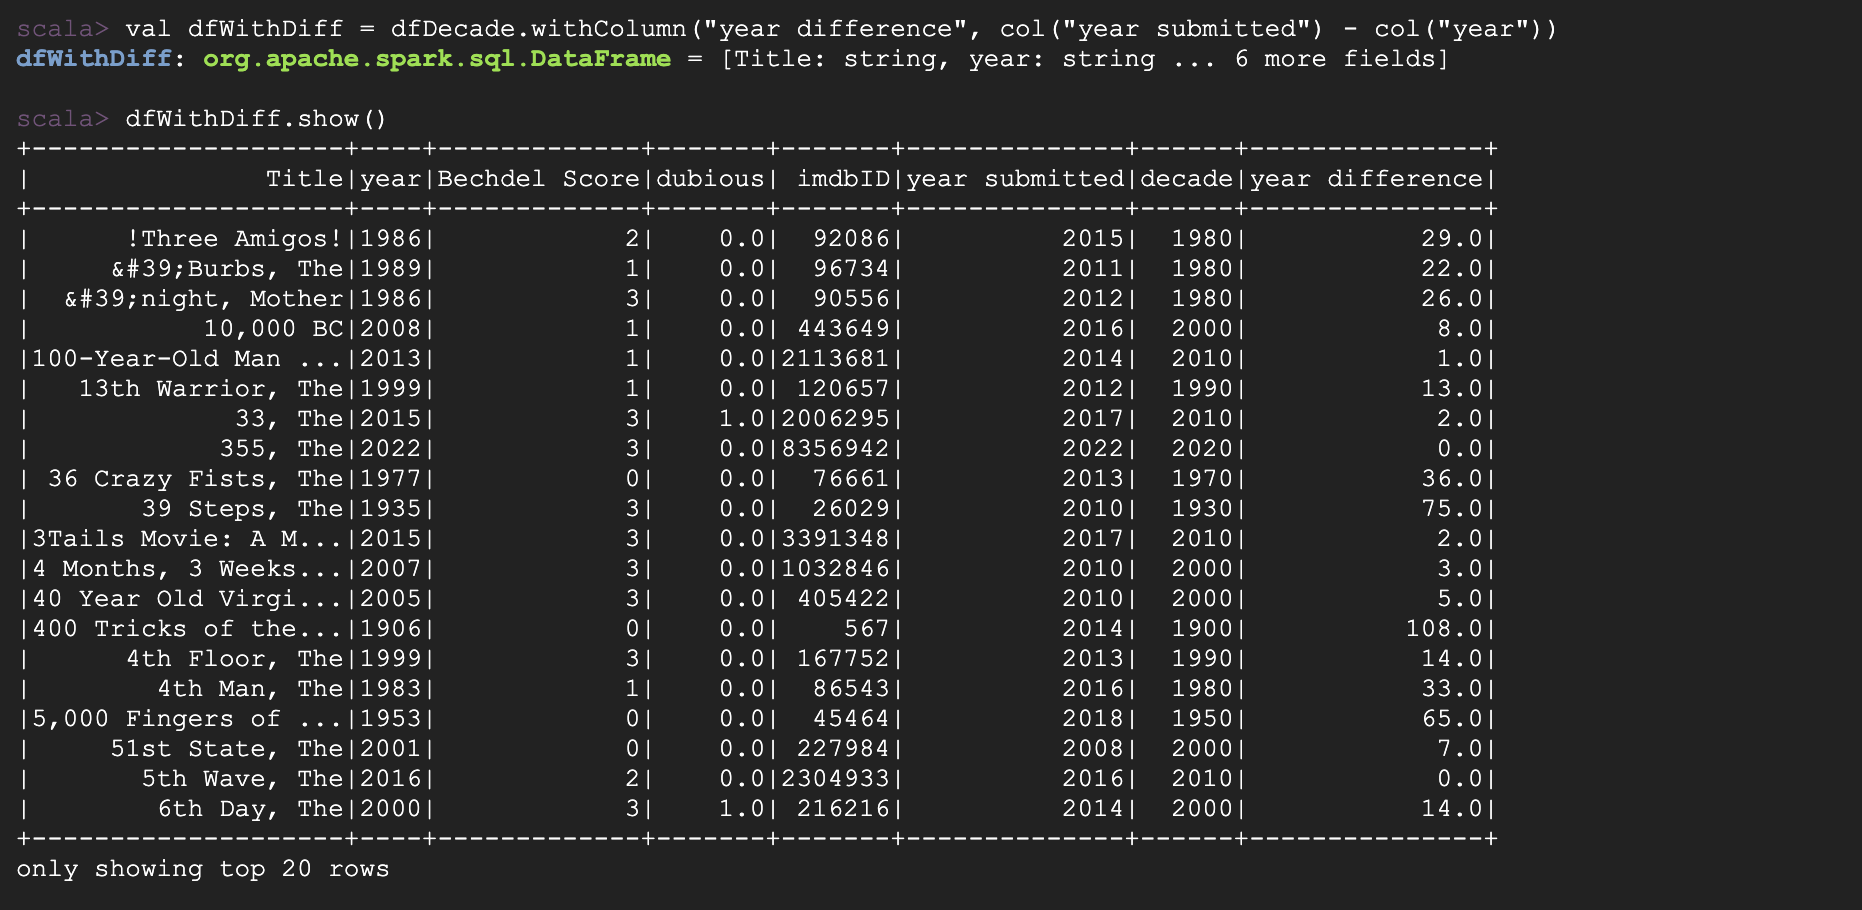 scala> val dfWithDiff = dfDecade.withColumn("year difference", col("year submitted") - col("year"))
dfWithDiff: org.apache.spark.sql.DataFrame = [Title: string, year: string ... 6 more fields]
scala> dfWithDiff.show()
+--------------------+----+-------------+-------+-------+--------------+------+---------------+
|               Title|year|Bechdel Score|dubious| imdbID|year submitted|decade|year difference|
+--------------------+----+-------------+-------+-------+--------------+------+---------------+
|       !Three Amigos!|1986|            2|    0.0|  92086|          2015|  1980|           29.0|
|      &#39;Burbs, The|1989|            1|    0.0|  96734|          2011|  1980|           22.0|
|  &#39;night, Mother|1986|            3|    0.0|  90556|          2012|  1980|           26.0|
|           10,000 BC|2008|            1|    0.0| 443649|          2016|  2000|            8.0|
|100-Year-Old Man ...|2013|            1|    0.0|2113681|          2014|  2010|            1.0|
|   13th Warrior, The|1999|            1|    0.0| 120657|          2012|  1990|           13.0|
|             33, The|2015|            3|    1.0|2006295|          2017|  2010|            2.0|
|            355, The|2022|            3|    0.0|8356942|          2022|  2020|            0.0|
| 36 Crazy Fists, The|1977|            0|    0.0|  76661|          2013|  1970|           36.0|
|       39 Steps, The|1935|            3|    0.0|  26029|          2010|  1930|           75.0|
|3Tails Movie: A M...|2015|            3|    0.0|3391348|          2017|  2010|            2.0|
|4 Months, 3 Weeks...|2007|            3|    0.0|1032846|          2010|  2000|            3.0|
|40 Year Old Virgi...|2005|            3|    0.0| 405422|          2010|  2000|            5.0|
|400 Tricks of the...|1906|            0|    0.0|    567|          2014|  1900|          108.0|
|      4th Floor, The|1999|            3|    0.0| 167752|          2013|  1990|           14.0|
|        4th Man, The|1983|            1|    0.0|  86543|          2016|  1980|           33.0|
|5,000 Fingers of ...|1953|            0|    0.0|  45464|          2018|  1950|           65.0|
|     51st State, The|2001|            0|    0.0| 227984|          2008|  2000|            7.0|
|       5th Wave, The|2016|            2|    0.0|2304933|          2016|  2010|            0.0|
|        6th Day, The|2000|            3|    1.0| 216216|          2014|  2000|           14.0|
+--------------------+----+-------------+-------+-------+--------------+------+---------------+
only showing top 20 rows